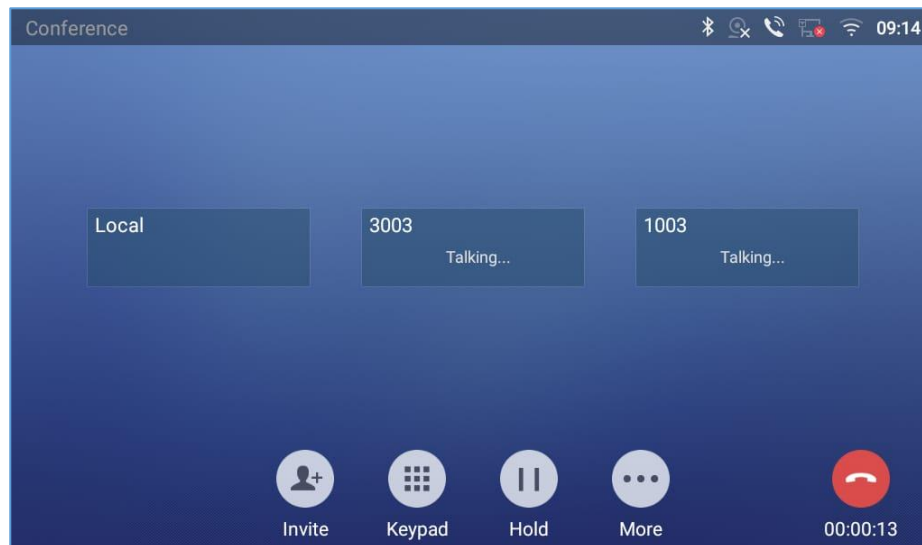 Conference 09:14
Local 3003 1003
Talking... Talking...
Invite Keypad Hold More 00:00:13